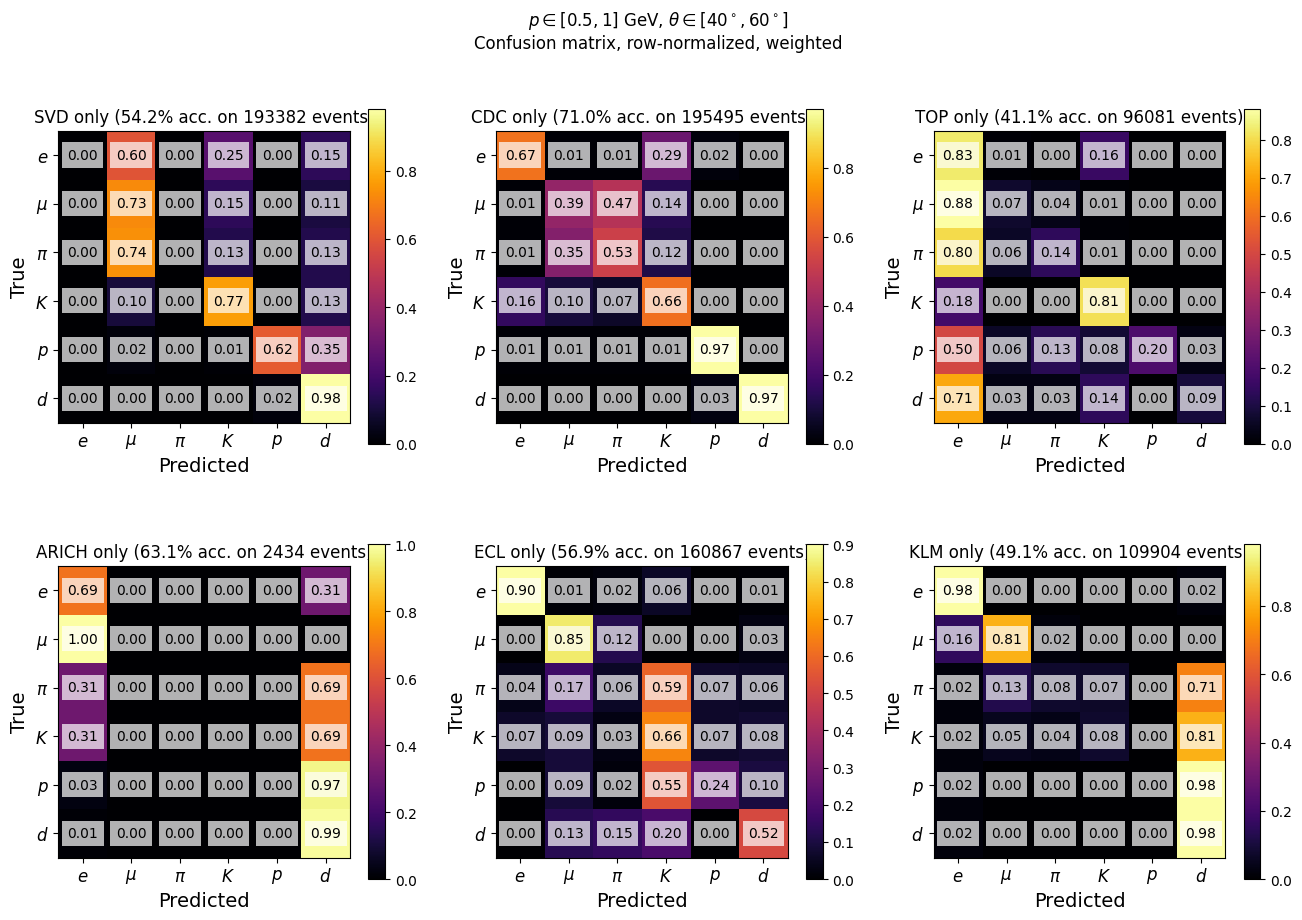 p ∈ [0.5, 1] GeV, θ ∈ [40°, 60°]
Confusion matrix, row-normalized, weighted
SVD only (54.2% acc. on 193382 events
e 0.00 0.60 0.00 0.25 0.00 0.15
μ 0.00 0.73 0.00 0.15 0.00 0.11
π 0.00 0.74 0.00 0.13 0.00 0.13
K 0.00 0.10 0.00 0.77 0.00 0.13
p 0.00 0.02 0.00 0.01 0.62 0.35
d 0.00 0.00 0.00 0.00 0.02 0.98
e μ π K p d
Predicted
True
0.8
0.6
0.4
0.2
0.0
CDC only (71.0% acc. on 195495 events
e 0.67 0.01 0.01 0.29 0.02 0.00
μ 0.01 0.39 0.47 0.14 0.00 0.00
π 0.01 0.35 0.53 0.12 0.00 0.00
K 0.16 0.10 0.07 0.66 0.00 0.00
p 0.01 0.01 0.01 0.01 0.97 0.00
d 0.00 0.00 0.00 0.00 0.03 0.97
e μ π K p d
Predicted
True
0.8
0.6
0.4
0.2
0.0
TOP only (41.1% acc. on 96081 events)
e 0.83 0.01 0.00 0.16 0.00 0.00
μ 0.88 0.07 0.04 0.01 0.00 0.00
π 0.80 0.06 0.14 0.01 0.00 0.00
K 0.18 0.00 0.00 0.81 0.00 0.00
p 0.50 0.06 0.13 0.08 0.20 0.03
d 0.71 0.03 0.03 0.14 0.00 0.09
e μ π K p d
Predicted
True
0.8
0.7
0.6
0.5
0.4
0.3
0.2
0.1
0.0
ARICH only (63.1% acc. on 2434 events
e 0.69 0.00 0.00 0.00 0.00 0.31
μ 1.00 0.00 0.00 0.00 0.00 0.00
π 0.31 0.00 0.00 0.00 0.00 0.69
K 0.31 0.00 0.00 0.00 0.00 0.69
p 0.03 0.00 0.00 0.00 0.00 0.97
d 0.01 0.00 0.00 0.00 0.00 0.99
e μ π K p d
Predicted
True
1.0
0.8
0.6
0.4
0.2
0.0
ECL only (56.9% acc. on 160867 events
e 0.90 0.01 0.02 0.06 0.00 0.01
μ 0.00 0.85 0.12 0.00 0.00 0.03
π 0.04 0.17 0.06 0.59 0.07 0.06
K 0.07 0.09 0.03 0.66 0.07 0.08
p 0.00 0.09 0.02 0.55 0.24 0.10
d 0.00 0.13 0.15 0.20 0.00 0.52
e μ π K p d
Predicted
True
0.9
0.8
0.7
0.6
0.5
0.4
0.3
0.2
0.1
0.0
KLM only (49.1% acc. on 109904 events
e 0.98 0.00 0.00 0.00 0.00 0.02
μ 0.16 0.81 0.02 0.00 0.00 0.00
π 0.02 0.13 0.08 0.07 0.00 0.71
K 0.02 0.05 0.04 0.08 0.00 0.81
p 0.02 0.00 0.00 0.00 0.00 0.98
d 0.02 0.00 0.00 0.00 0.00 0.98
e μ π K p d
Predicted
True
0.8
0.6
0.4
0.2
0.0